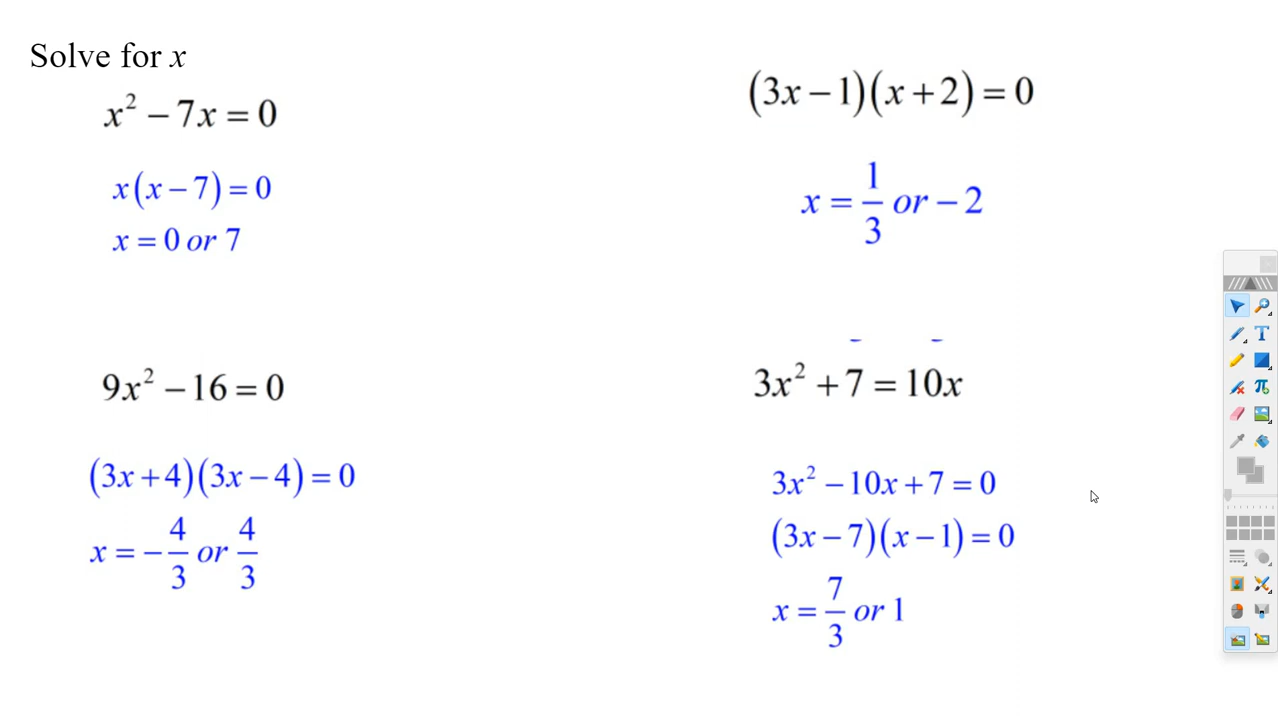 Solve for x
x² − 7x = 0
x(x − 7) = 0
x = 0 or 7
(3x − 1)(x + 2) = 0
x = 1/3 or − 2
9x² − 16 = 0
(3x + 4)(3x − 4) = 0
x = − 4/3 or 4/3
3x² + 7 = 10x
3x² − 10x + 7 = 0
(3x − 7)(x − 1) = 0
x = 7/3 or 1